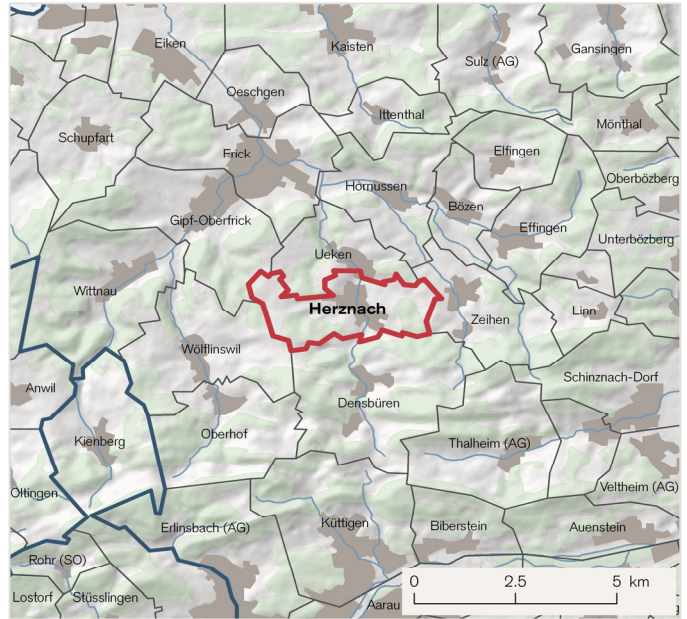 Eiken
Kaisten
Sulz (AG)
Gansingen
Oeschgen
Ittenthal
Mönthal
Schupfart
Frick
Elfingen
Hornussen
Oberbözberg
Bözen
Gipf-Oberfrick
Effingen
Unterbözberg
Ueken
Wittnau
Herznach
Linn
Zeihen
Wölflinswil
Schinznach-Dorf
Anwil
Densbüren
Kienberg
Oberhof
Thalheim (AG)
Oltingen
Veltheim (AG)
Erlinsbach (AG)
Küttigen
Biberstein
Auenstein
Rohr (SO)
Lostorf
Stüsslingen
Aarau
0 2.5 5 km